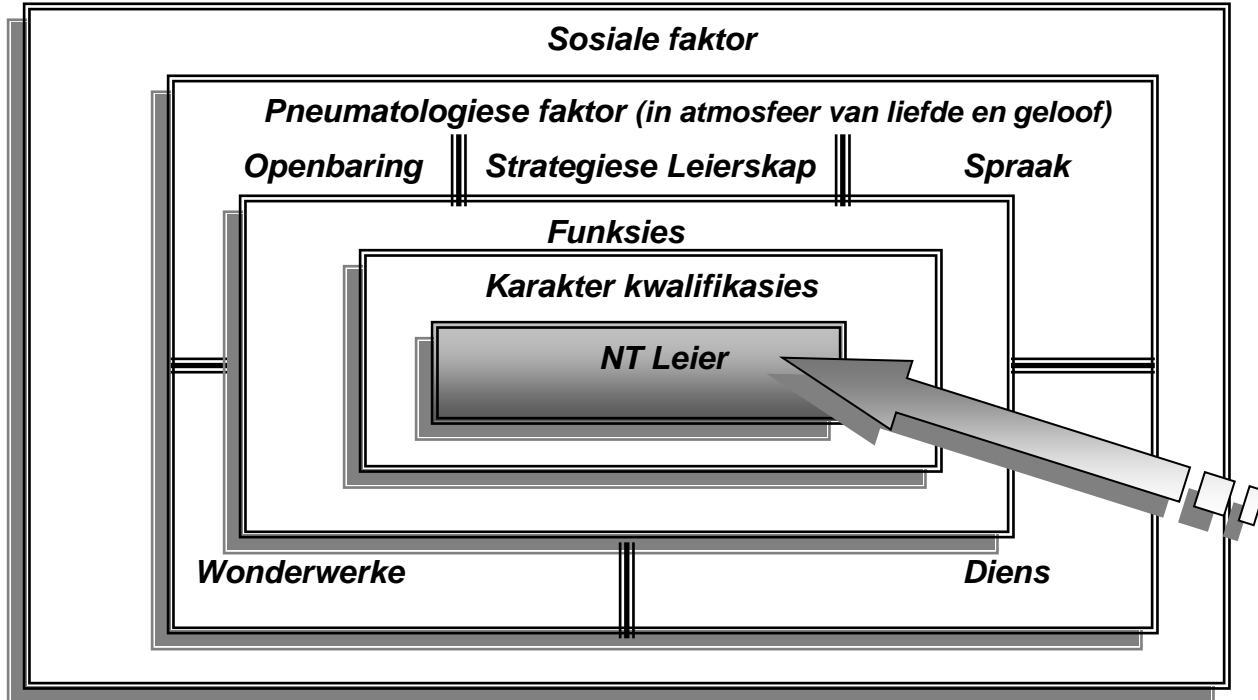 Sosiale faktor
Pneumatologiese faktor (in atmosfeer van liefde en geloof)
Openbaring Strategiese Leierskap Spraak
Funksies
Karakter kwalifikasies
NT Leier
Wonderwerke Diens